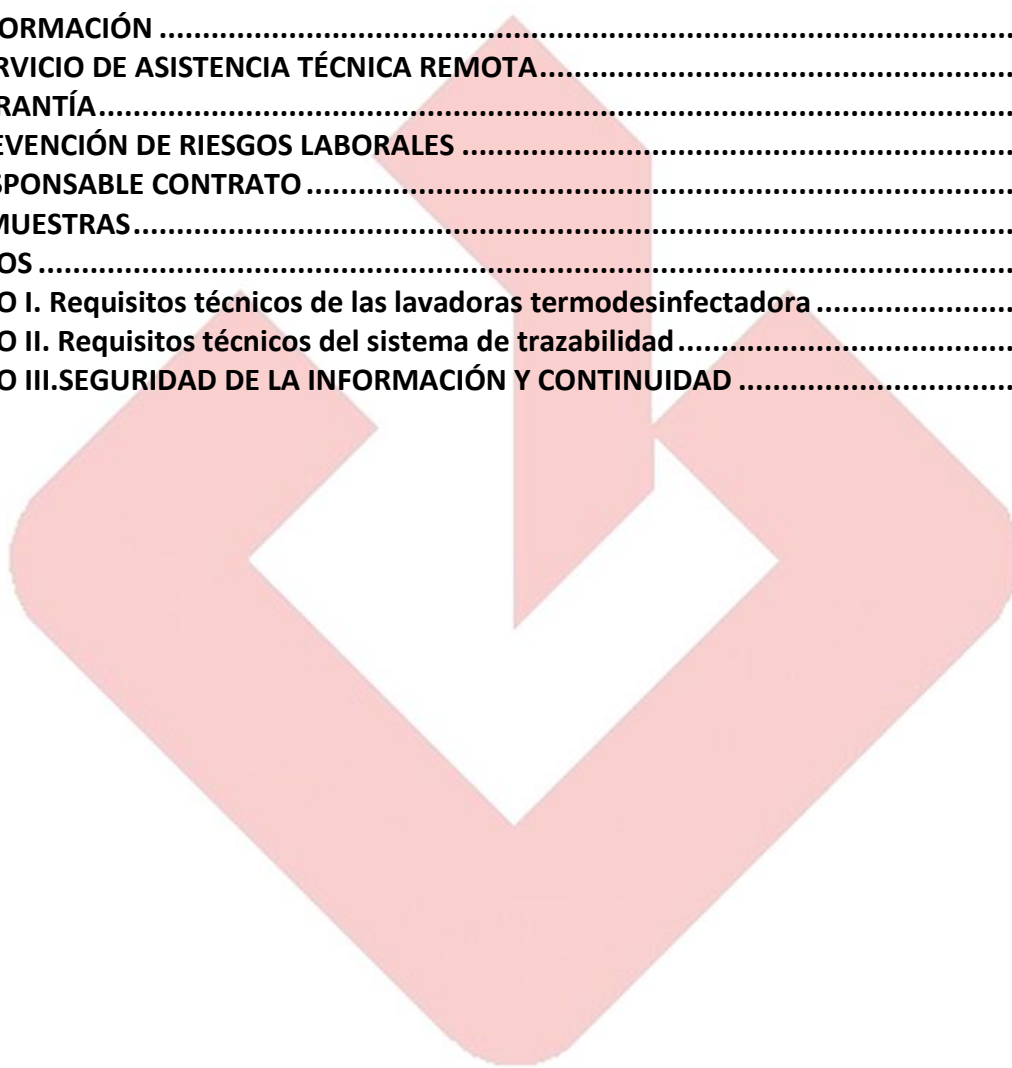 ORMACIÓN ........................................................................................................
RVICIO DE ASISTENCIA TÉCNICA REMOTA........................................................
RANTÍA...............................................................................................................
EVENCIÓN DE RIESGOS LABORALES .................................................................
SPONSABLE CONTRATO ...................................................................................
MUESTRAS........................................................................................................
OS ....................................................................................................................
O I. Requisitos técnicos de las lavadoras termodesinfectadora .......................
O II. Requisitos técnicos del sistema de trazabilidad.......................................
O III.SEGURIDAD DE LA INFORMACIÓN Y CONTINUIDAD ................................